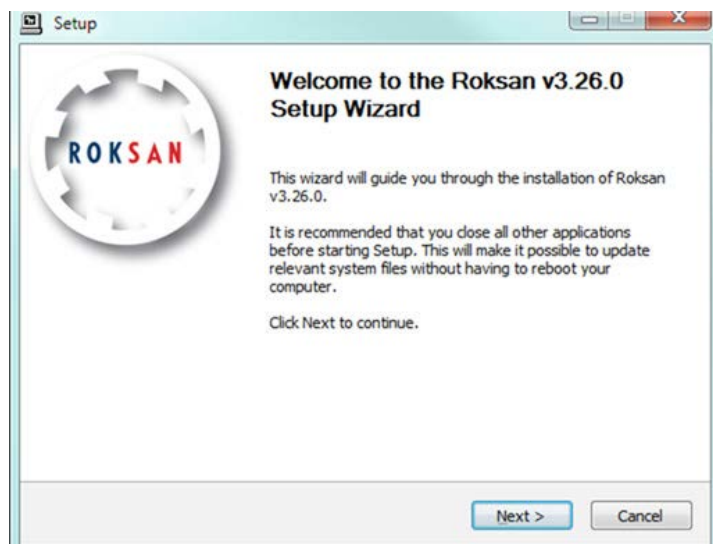 Setup
ROKSAN
Welcome to the Roksan v3.26.0
Setup Wizard
This wizard will guide you through the installation of Roksan
v3.26.0.
It is recommended that you close all other applications
before starting Setup. This will make it possible to update
relevant system files without having to reboot your
computer.
Click Next to continue.
Next >
Cancel